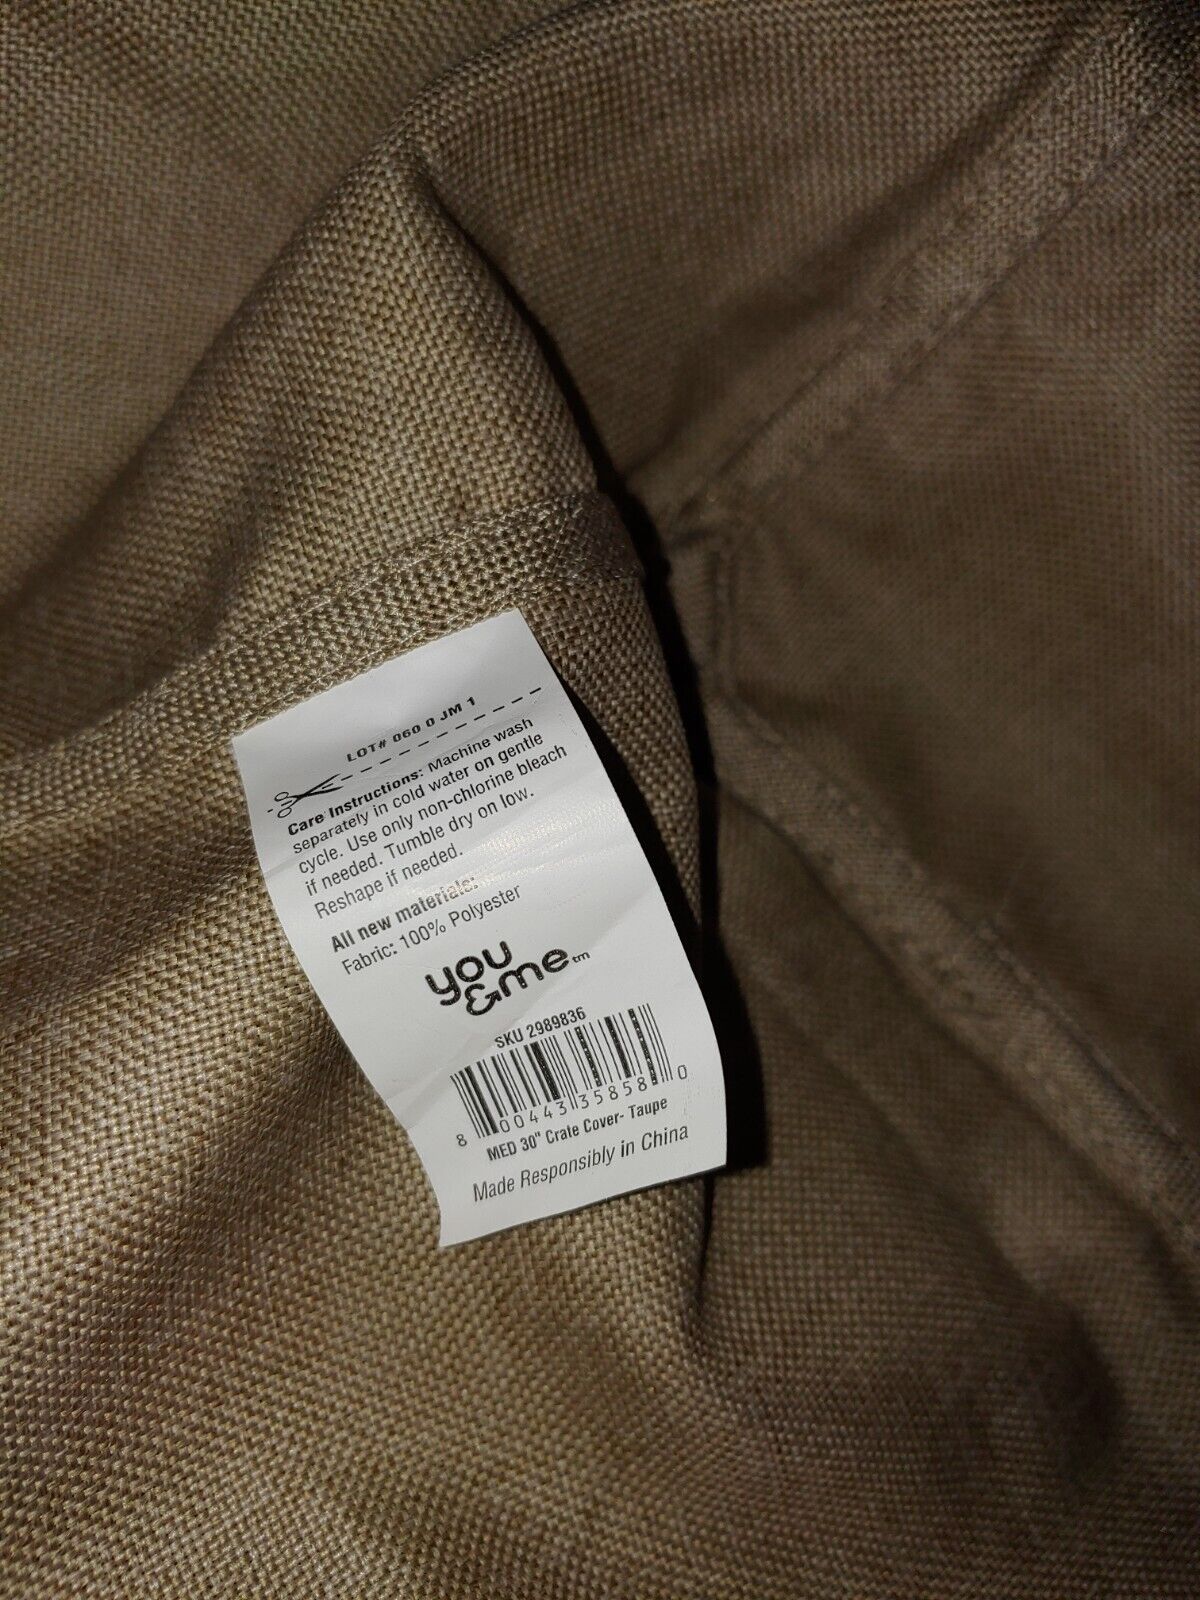 LOT# 060 0 JM 1
Care Instructions: Machine wash
separately in cold water on gentle
cycle. Use only non-chlorine bleach
if needed. Tumble dry on low.
Reshape if needed.
All new materials:
Fabric: 100% Polyester
you
&me tm
SKU 2989836
8 00443 35858 0
MED 30" Crate Cover- Taupe
Made Responsibly in China